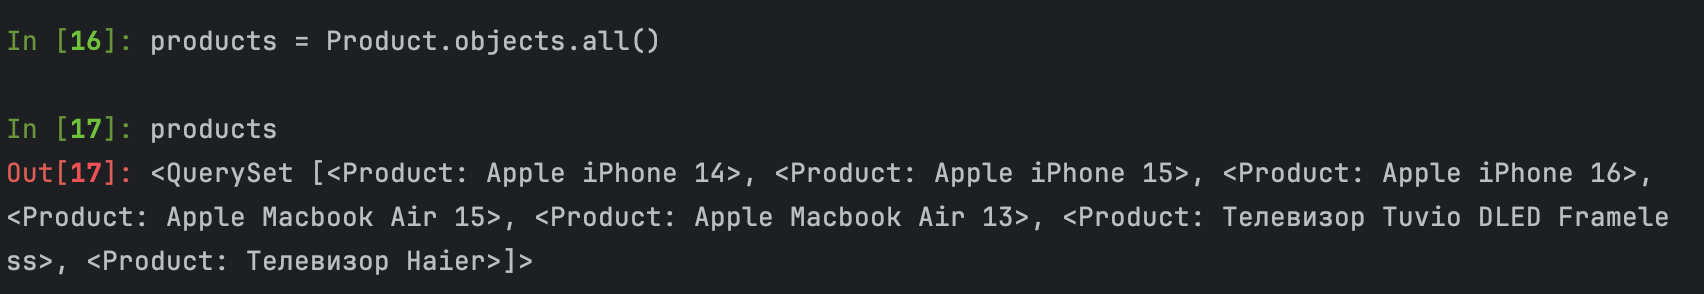 In [16]: products = Product.objects.all()
In [17]: products
Out[17]: <QuerySet [<Product: Apple iPhone 14>, <Product: Apple iPhone 15>, <Product: Apple iPhone 16>,
<Product: Apple Macbook Air 15>, <Product: Apple Macbook Air 13>, <Product: Телевизор Tuvio DLED Framele
ss>, <Product: Телевизор Haier>]>